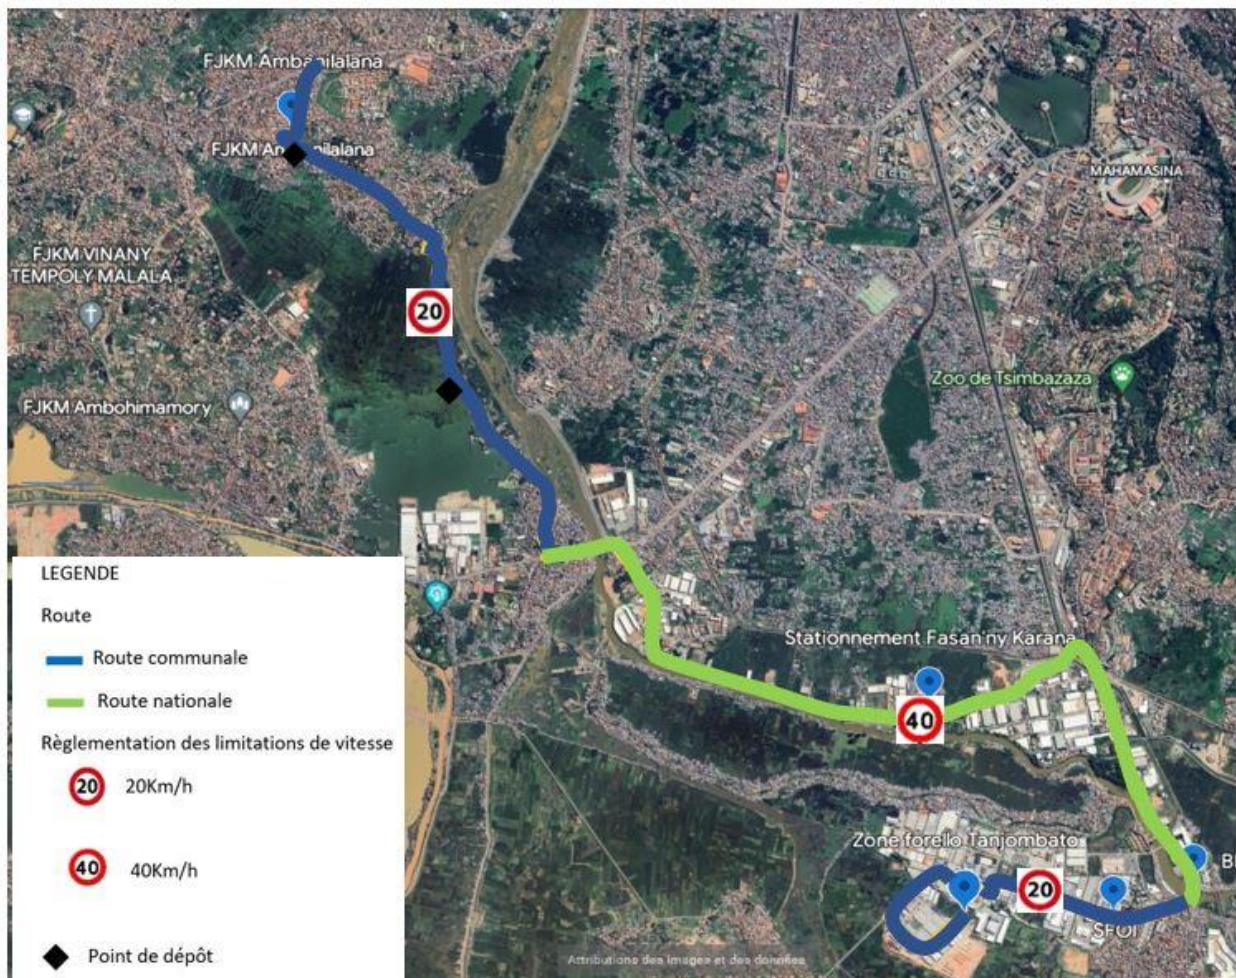 FJKM Ambanilalana
FJKM Ambanilalana
MAHAMASINA
FJKM VINANY
TEMPOLY MALALA
20
Zoo de Tsimbazaza
FJKM Ambohimamory
LEGENDE
Route
Route communale
Route nationale
Règlementation des limitations de vitesse
20 20Km/h
40 40Km/h
Point de dépôt
Stationnement Fasan'ny Karana
40
Zone forello Tanjombato
20
SFOI
Attributions des images et des données